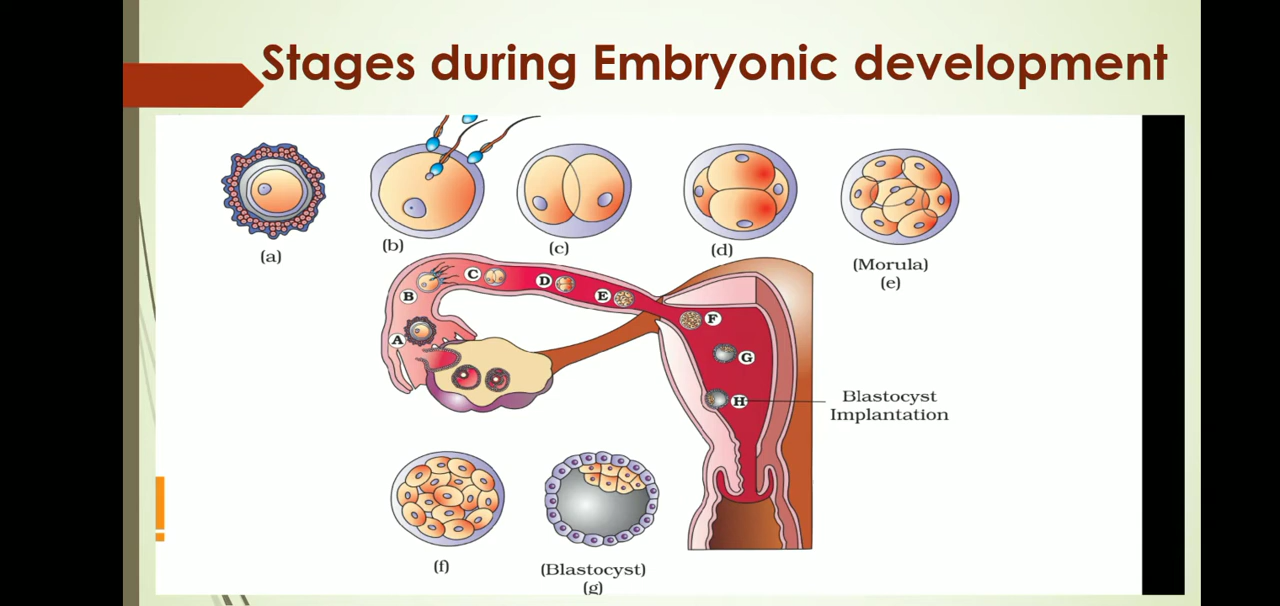 Stages during Embryonic development
(a)
(b)
(c)
(d)
(Morula)
(e)
A
B
C
D
E
F
G
H
Blastocyst
Implantation
(f)
(Blastocyst)
(g)